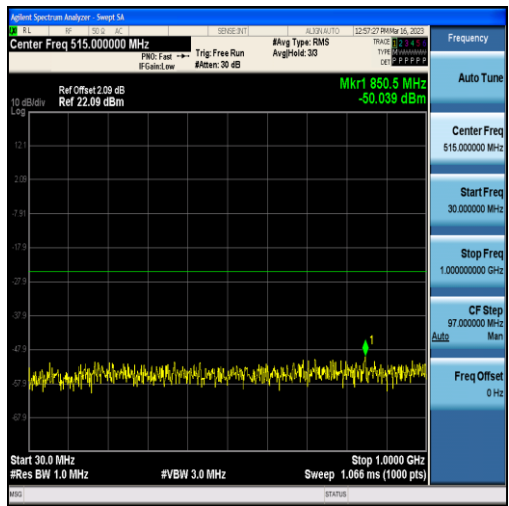 Agilent Spectrum Analyzer - Swept SA
RL RF 50 Ω AC SENSE:INT ALIGN AUTO 12:57:27 PM Mar 16, 2023
Center Freq 515.000000 MHz
PNO: Fast
IFGain:Low
Trig: Free Run
#Atten: 30 dB
#Avg Type: RMS
Avg|Hold: 3/3
TRACE 1 2 3 4 5 6
TYPE
DET P P P P P P
Mkr1 850.5 MHz
-50.039 dBm
Ref Offset 2.09 dB
10 dB/div Ref 22.09 dBm
Log
12.1
2.09
-7.91
-17.9
-27.9
-37.9
-47.9
-57.9
-67.9
1
Start 30.0 MHz Stop 1.0000 GHz
#Res BW 1.0 MHz #VBW 3.0 MHz Sweep 1.066 ms (1000 pts)
MSG STATUS
Frequency
Auto Tune
Center Freq
515.000000 MHz
Start Freq
30.000000 MHz
Stop Freq
1.000000000 GHz
CF Step
97.000000 MHz
Auto Man
Freq Offset
0 Hz